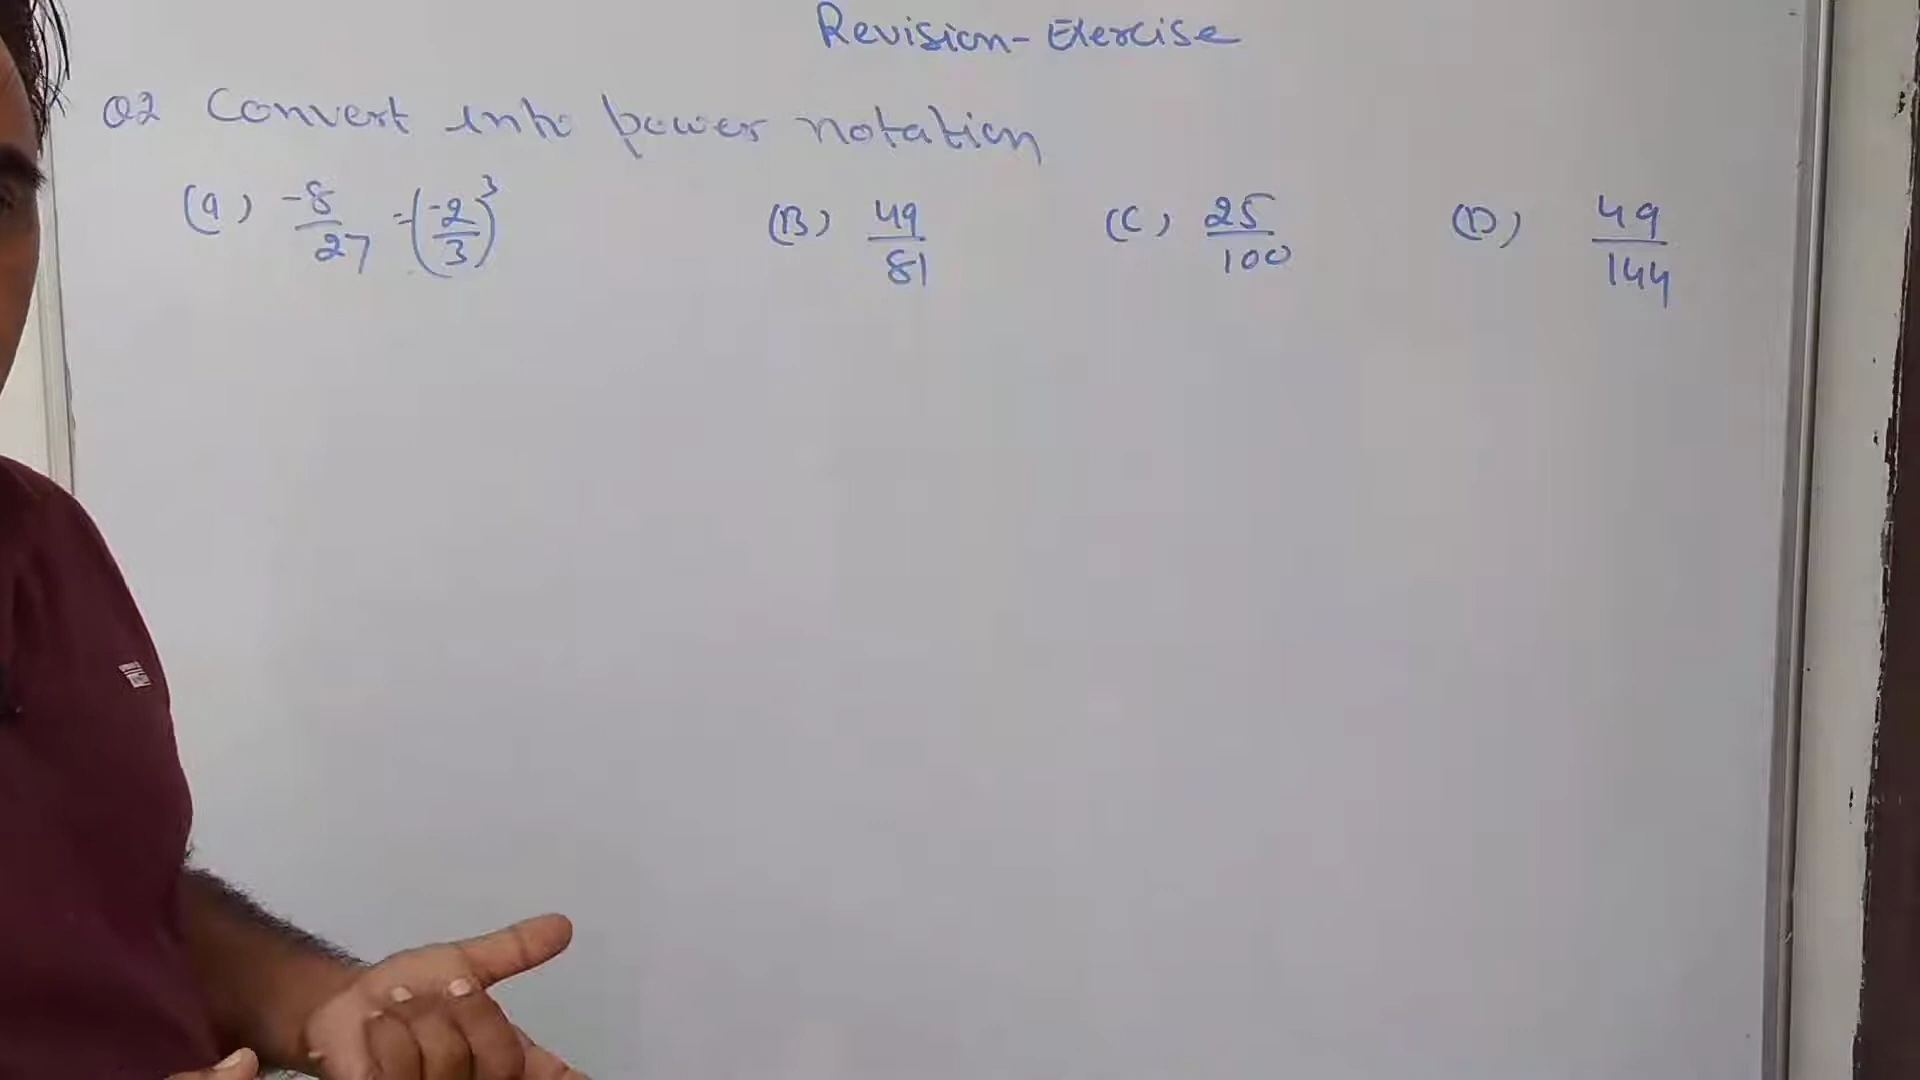 Revision-Exercise
Q2 Convert into power notation
(a) -8/27 = (-2/3)^3 (B) 49/81 (C) 25/100 (D) 49/144